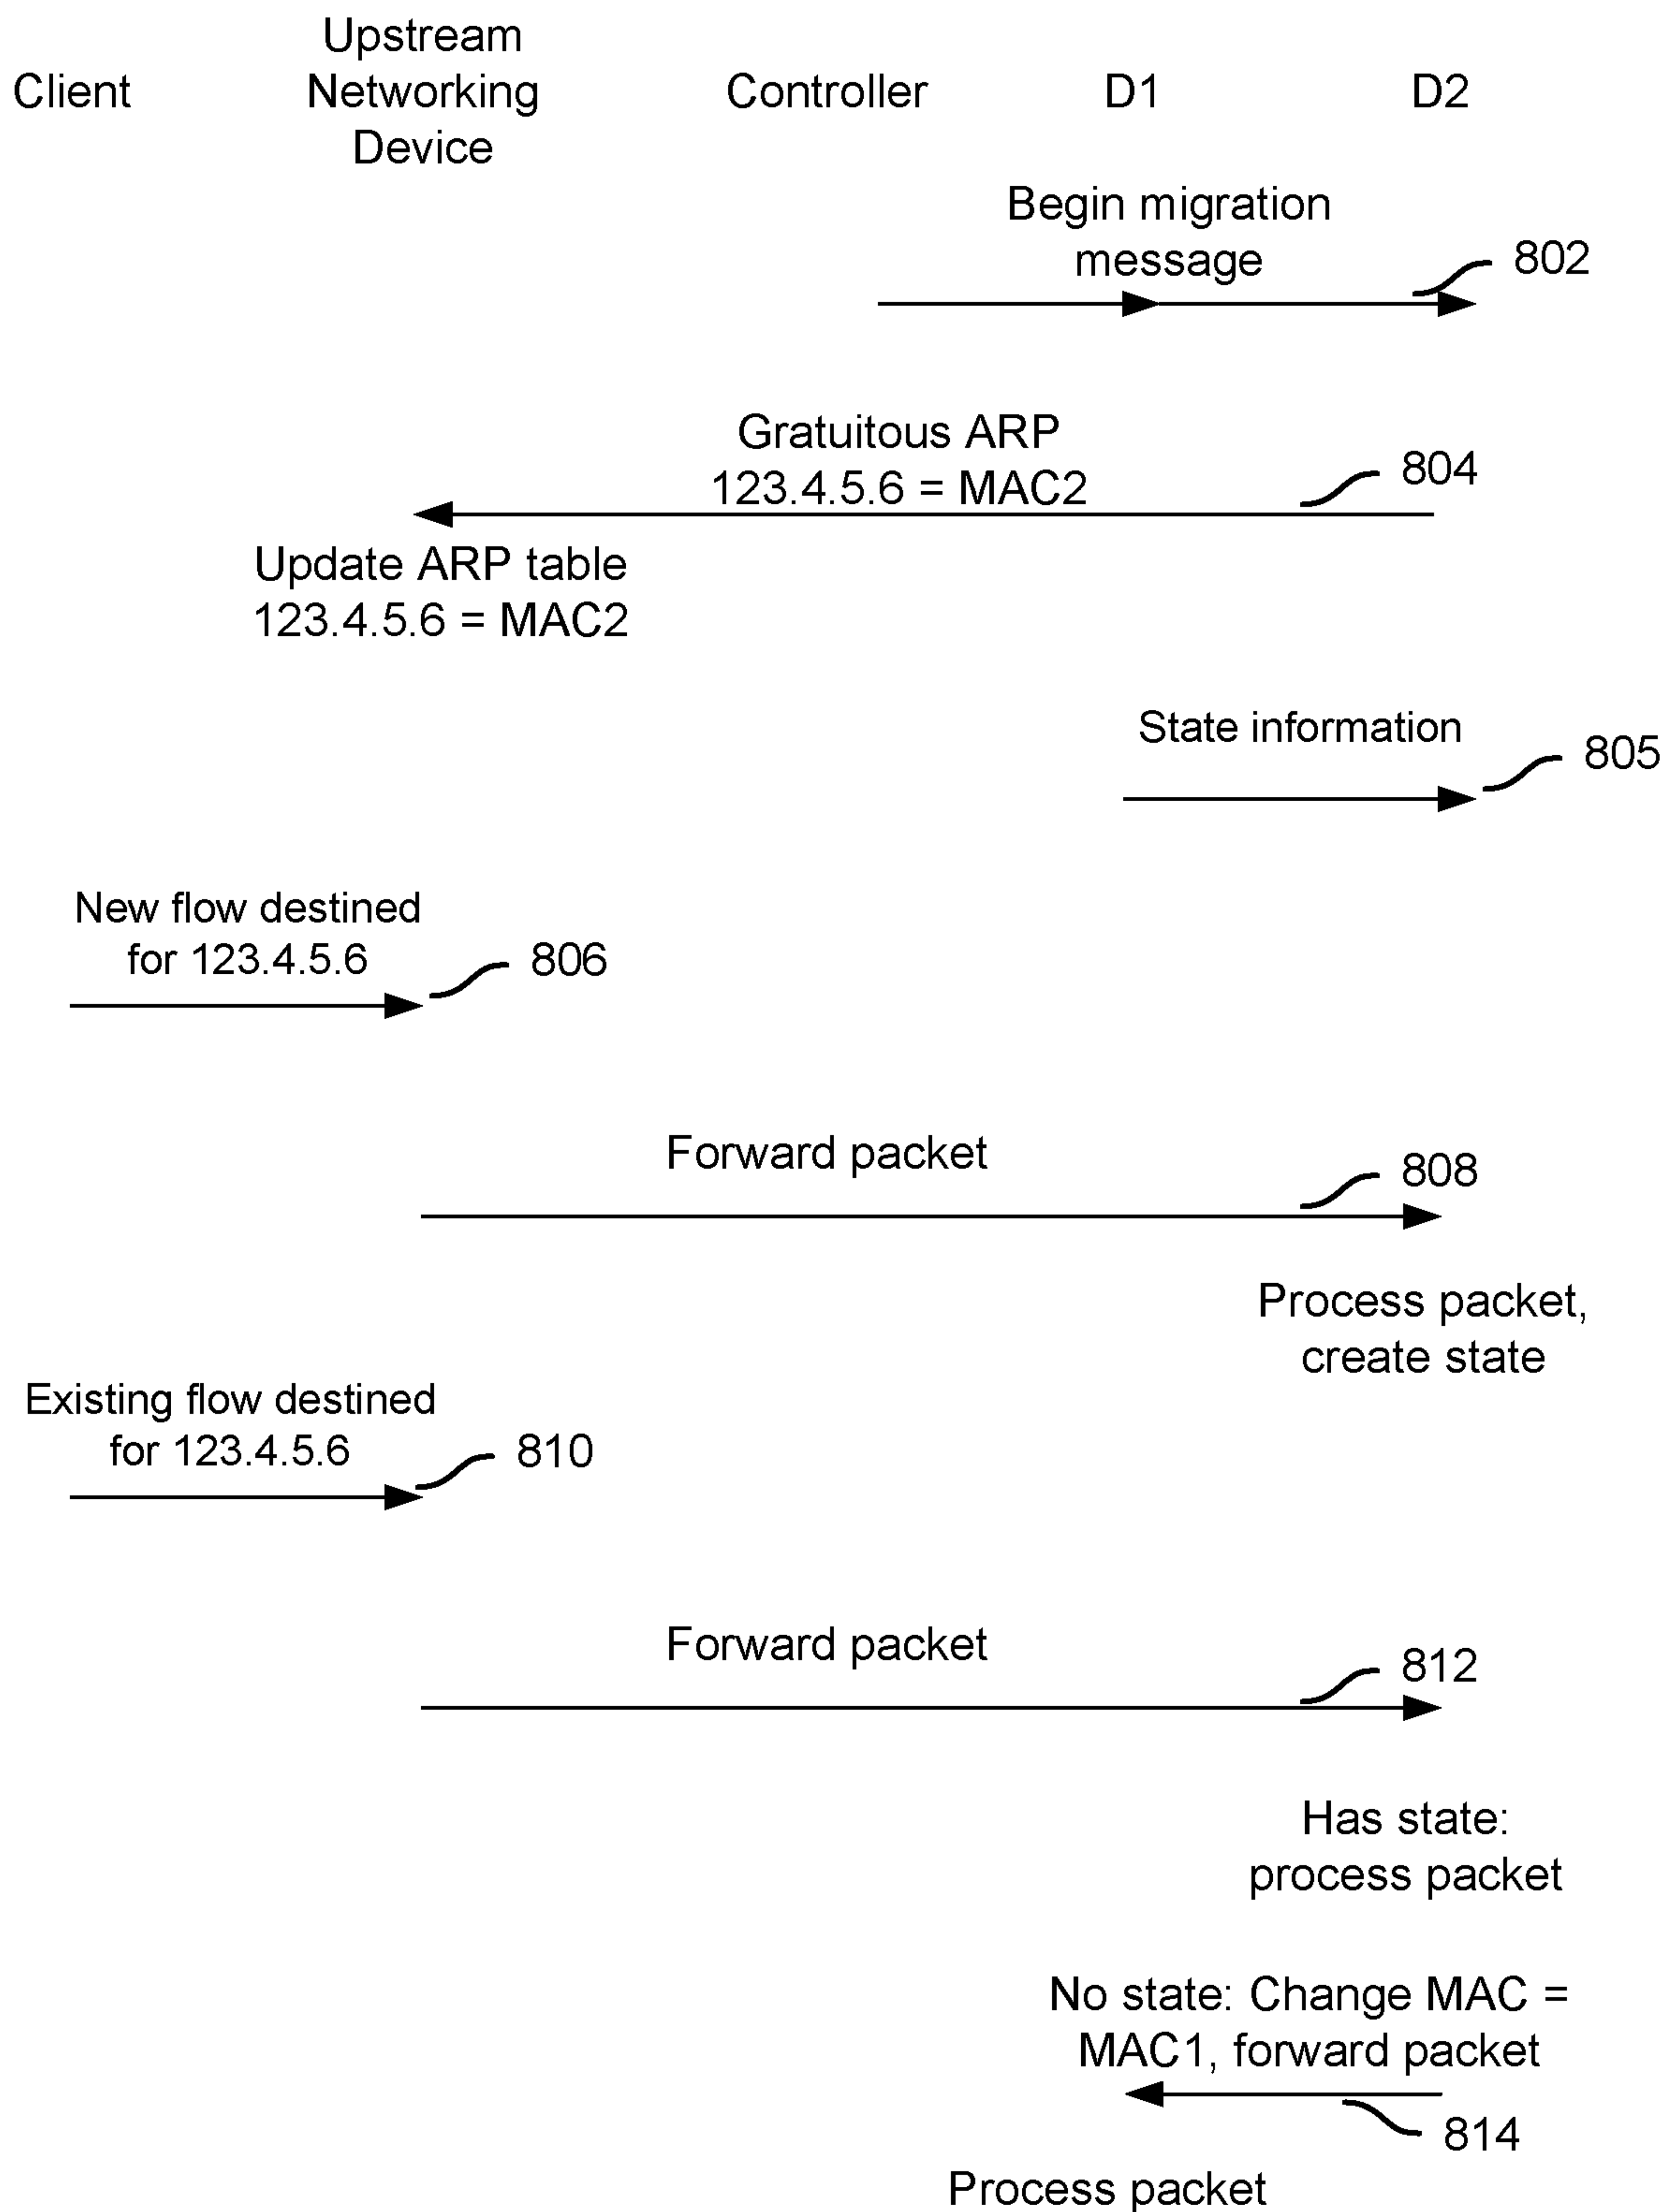 Upstream
Client Networking Controller D1 D2
Device
Begin migration
message 802
Gratuitous ARP
123.4.5.6 = MAC2 804
Update ARP table
123.4.5.6 = MAC2
State information
805
New flow destined
for 123.4.5.6 806
Forward packet
808
Process packet,
create state
Existing flow destined
for 123.4.5.6 810
Forward packet
812
Has state:
process packet
No state: Change MAC =
MAC1, forward packet
814
Process packet